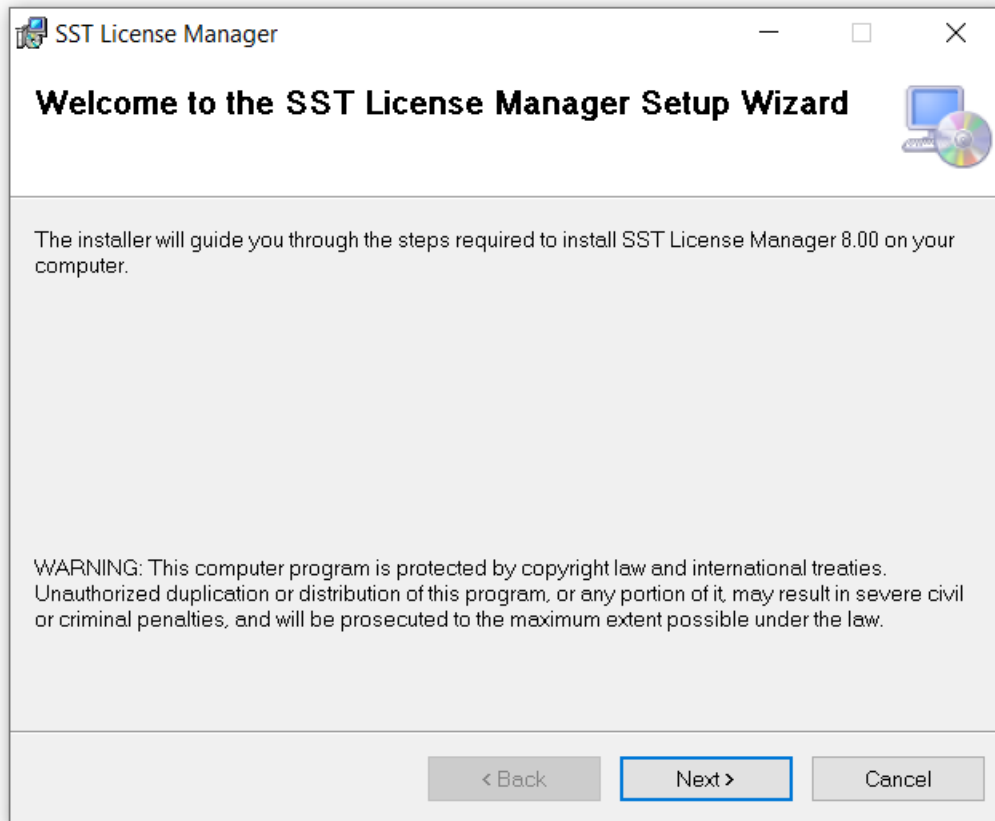 SST License Manager
Welcome to the SST License Manager Setup Wizard
The installer will guide you through the steps required to install SST License Manager 8.00 on your
computer.
WARNING: This computer program is protected by copyright law and international treaties.
Unauthorized duplication or distribution of this program, or any portion of it, may result in severe civil
or criminal penalties, and will be prosecuted to the maximum extent possible under the law.
< Back Next > Cancel